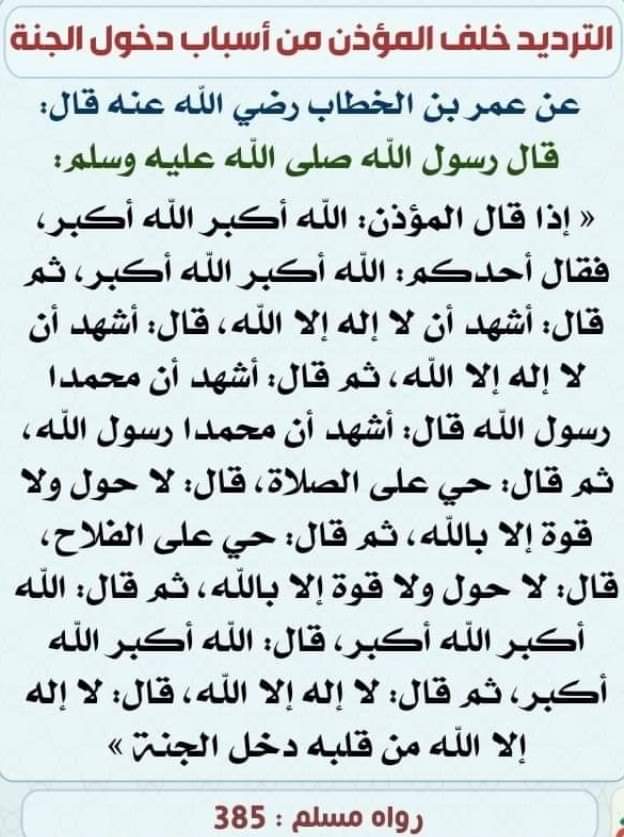 الترديد خلف المؤذن من أسباب دخول الجنة
عن عمر بن الخطاب رضي الله عنه قال:
قال رسول الله صلى الله عليه وسلم:
« إذا قال المؤذن: الله أكبر الله أكبر،
فقال أحدكم: الله أكبر الله أكبر، ثم
قال: أشهد أن لا إله إلا الله، قال: أشهد أن
لا إله إلا الله، ثم قال: أشهد أن محمدا
رسول الله قال: أشهد أن محمدا رسول الله،
ثم قال: حي على الصلاة، قال: لا حول ولا
قوة إلا بالله، ثم قال: حي على الفلاح،
قال: لا حول ولا قوة إلا بالله، ثم قال: الله
أكبر الله أكبر، قال: الله أكبر الله
أكبر، ثم قال: لا إله إلا الله، قال: لا إله
إلا الله من قلبه دخل الجنة »
رواه مسلم : 385